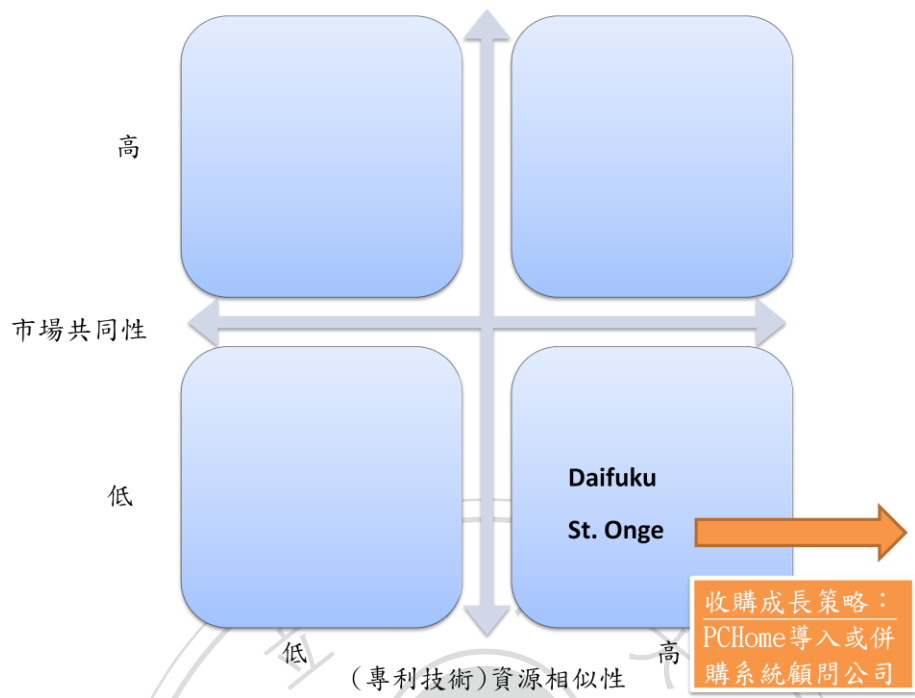 高
市場共同性
低
Daifuku
St. Onge
收購成長策略：
PCHome導入或併
購系統顧問公司
低
高
(專利技術)資源相似性
立